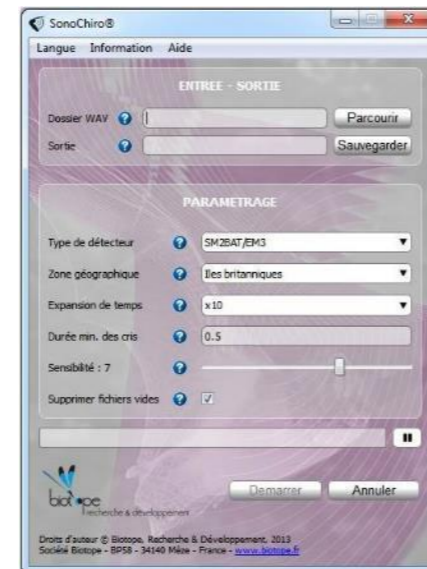 SonoChiro®
Langue Information Aide
ENTREE - SORTIE
Dossier WAV ? Parcourir
Sortie ? Sauvegarder
PARAMETRAGE
Type de détecteur ? SM2BAT/EM3
Zone géographique ? Iles britanniques
Expansion de temps ? x10
Durée min. des cris ? 0.5
Sensibilité : 7 ?
Supprimer fichiers vides ?
biotope
recherche & développement
Demarrer Annuler
Droits d'auteur © Biotope, Recherche & Développement, 2013
Société Biotope - BP58 - 34140 Mèze - France - www.biotope.fr